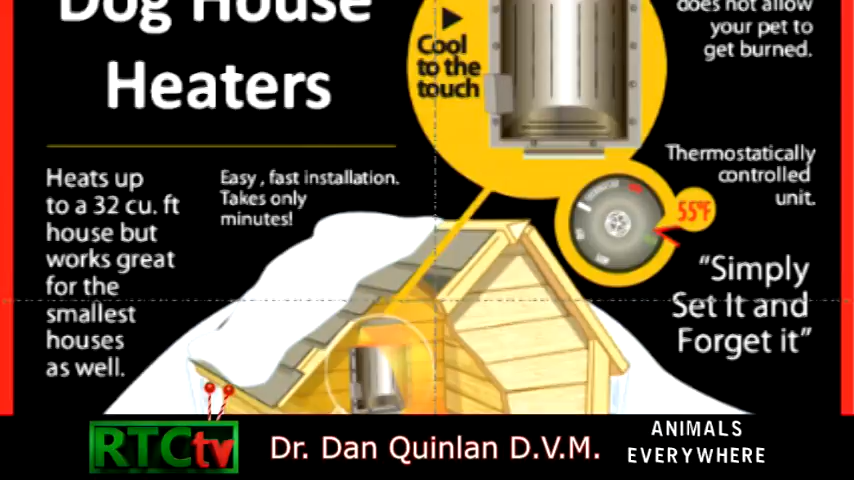 Dog House
Heaters
Cool
to the
touch
does not allow
your pet to
get burned.
Heats up
to a 32 cu. ft
house but
works great
for the
smallest
houses
as well.
Easy, fast installation.
Takes only
minutes!
Thermostatically
controlled
unit.
55°F
"Simply
Set It and
Forget it"
RTCtv
Dr. Dan Quinlan D.V.M.
ANIMALS
EVERYWHERE